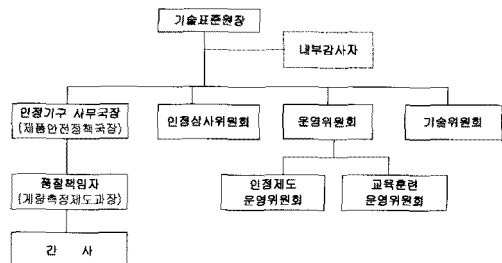 기술표준원장
내부감사자
인정기구 사무국장
(제품안전정책국장)
인정심사위원회
운영위원회
기술위원회
품질책임자
(계량측정제도과장)
인정제도
운영위원회
교육훈련
운영위원회
간 사